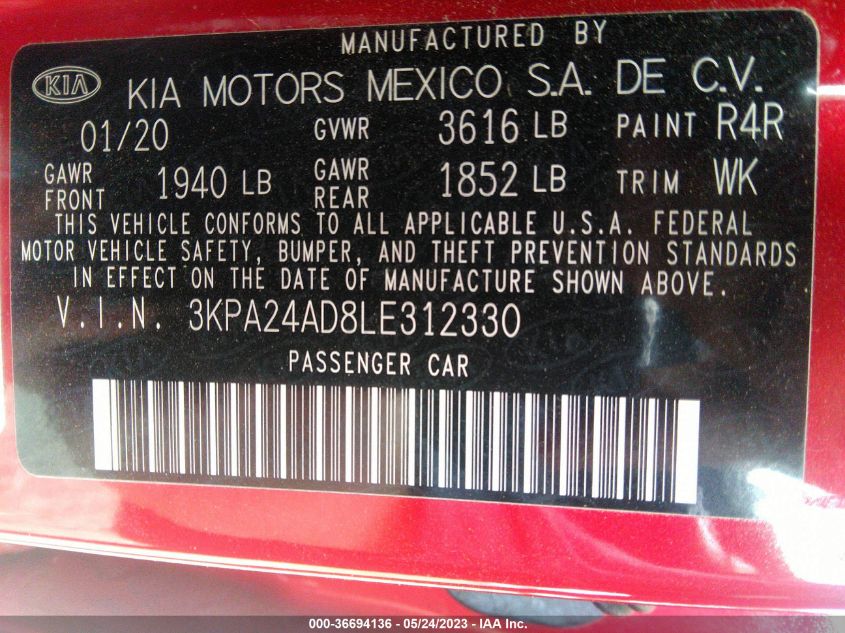 MANUFACTURED BY
KIA KIA MOTORS MEXICO S.A. DE C.V.
01/20 GVWR 3616 LB PAINT R4R
GAWR FRONT 1940 LB GAWR REAR 1852 LB TRIM WK
THIS VEHICLE CONFORMS TO ALL APPLICABLE U.S.A. FEDERAL
MOTOR VEHICLE SAFETY, BUMPER, AND THEFT PREVENTION STANDARDS
IN EFFECT ON THE DATE OF MANUFACTURE SHOWN ABOVE.
V.I.N. 3KPA24AD8LE312330
PASSENGER CAR
000-36694136 - 05/24/2023 - IAA Inc.